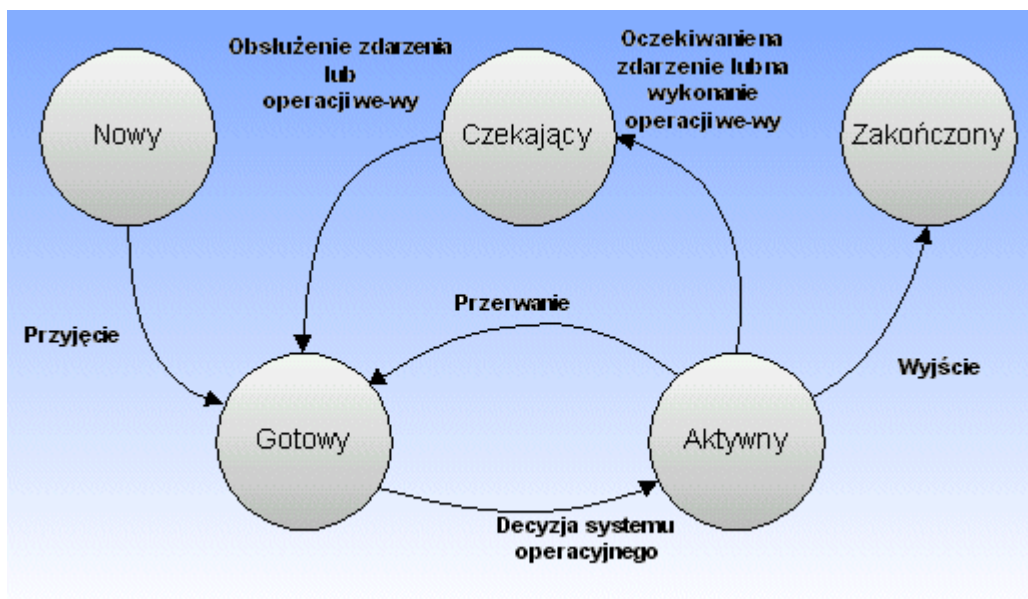 Obsłużenie zdarzenia
lub
operacji we-wy
Oczekiwanie na
zdarzenie lub na
wykonanie
operacji we-wy
Nowy
Czekający
Zakończony
Przerwanie
Przyjęcie
Wyjście
Gotowy
Aktywny
Decyzja systemu
operacyjnego